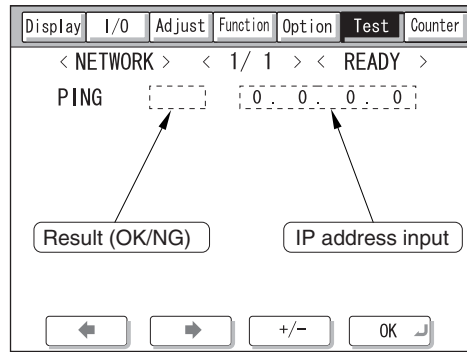 Display I/O Adjust Function Option Test Counter
< NETWORK > < 1/ 1 > < READY >
PING 0 . 0 . 0 . 0
Result (OK/NG) IP address input
+/- OK